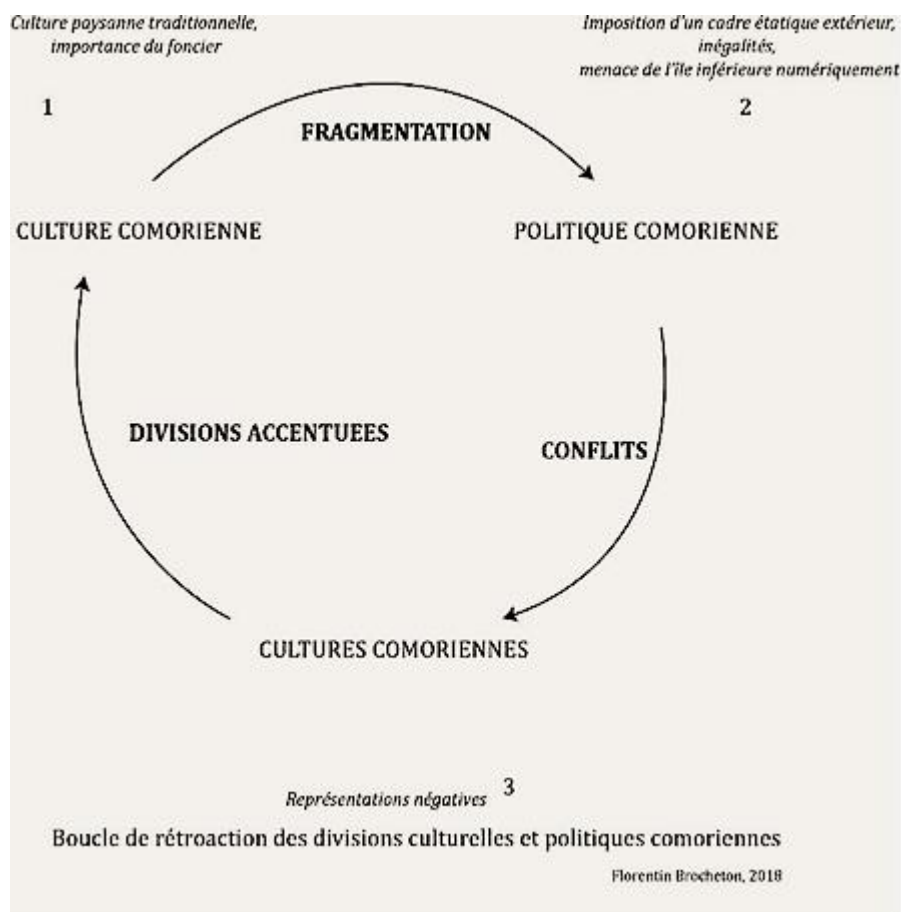 Culture paysanne traditionnelle,
importance du foncier
1
Imposition d'un cadre étatique extérieur,
inégalités,
menace de l'île inférieure numériquement
2
FRAGMENTATION
CULTURE COMORIENNE
POLITIQUE COMORIENNE
DIVISIONS ACCENTUEES
CONFLITS
CULTURES COMORIENNES
3
Représentations négatives
Boucle de rétroaction des divisions culturelles et politiques comoriennes
Florentin Brocheton, 2018